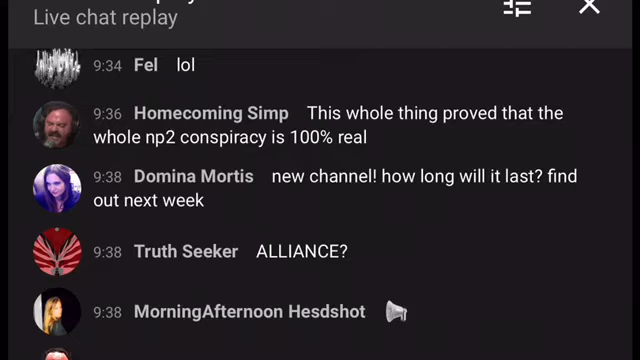 Live chat replay
9:34 Fel lol
9:36 Homecoming Simp This whole thing proved that the
whole np2 conspiracy is 100% real
9:38 Domina Mortis new channel! how long will it last? find
out next week
9:38 Truth Seeker ALLIANCE?
9:38 MorningAfternoon Hesdshot